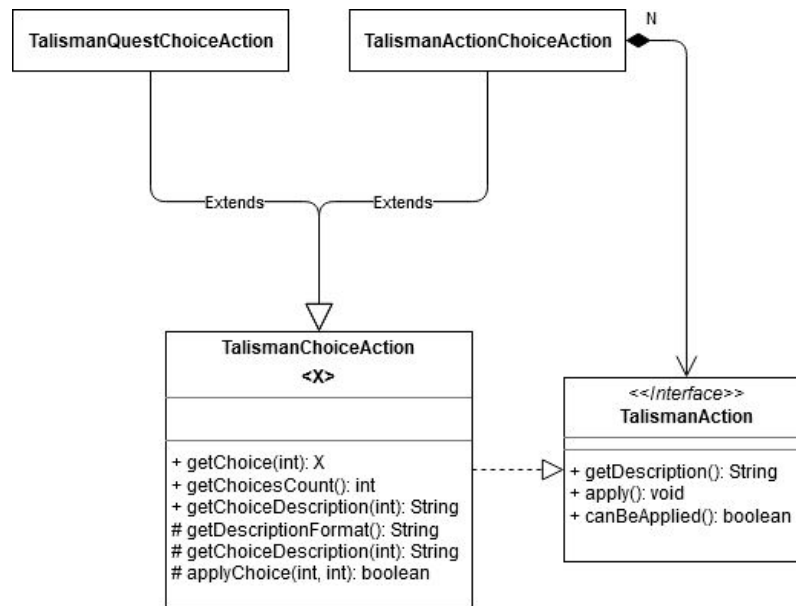 N
TalismanQuestChoiceAction
TalismanActionChoiceAction
Extends
Extends
TalismanChoiceAction
<X>
+ getChoice(int): X
+ getChoicesCount(): int
+ getChoiceDescription(int): String
# getDescriptionFormat(): String
# getChoiceDescription(int): String
# applyChoice(int, int): boolean
<<Interface>>
TalismanAction
+ getDescription(): String
+ apply(): void
+ canBeApplied(): boolean